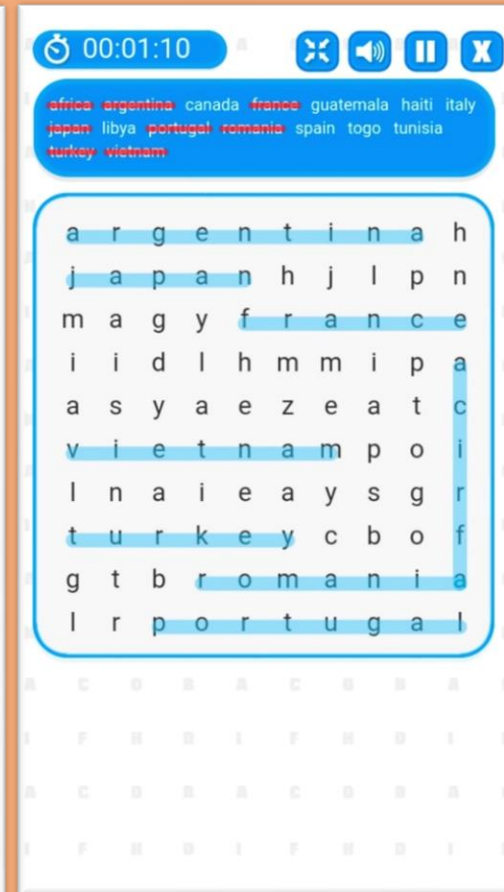 00:01:10 X
africa argentina canada france guatemala haiti italy
japan libya portugal romania spain togo tunisia
turkey vietnam
a r g e n t i n a h
j a p a n h j l p n
m a g y f r a n c e
i i d l h m m i p a
a s y a e z e a t c
v i e t n a m p o i
l n a i e a y s g r
t u r k e y c b o f
g t b r o m a n i a
l r p o r t u g a l